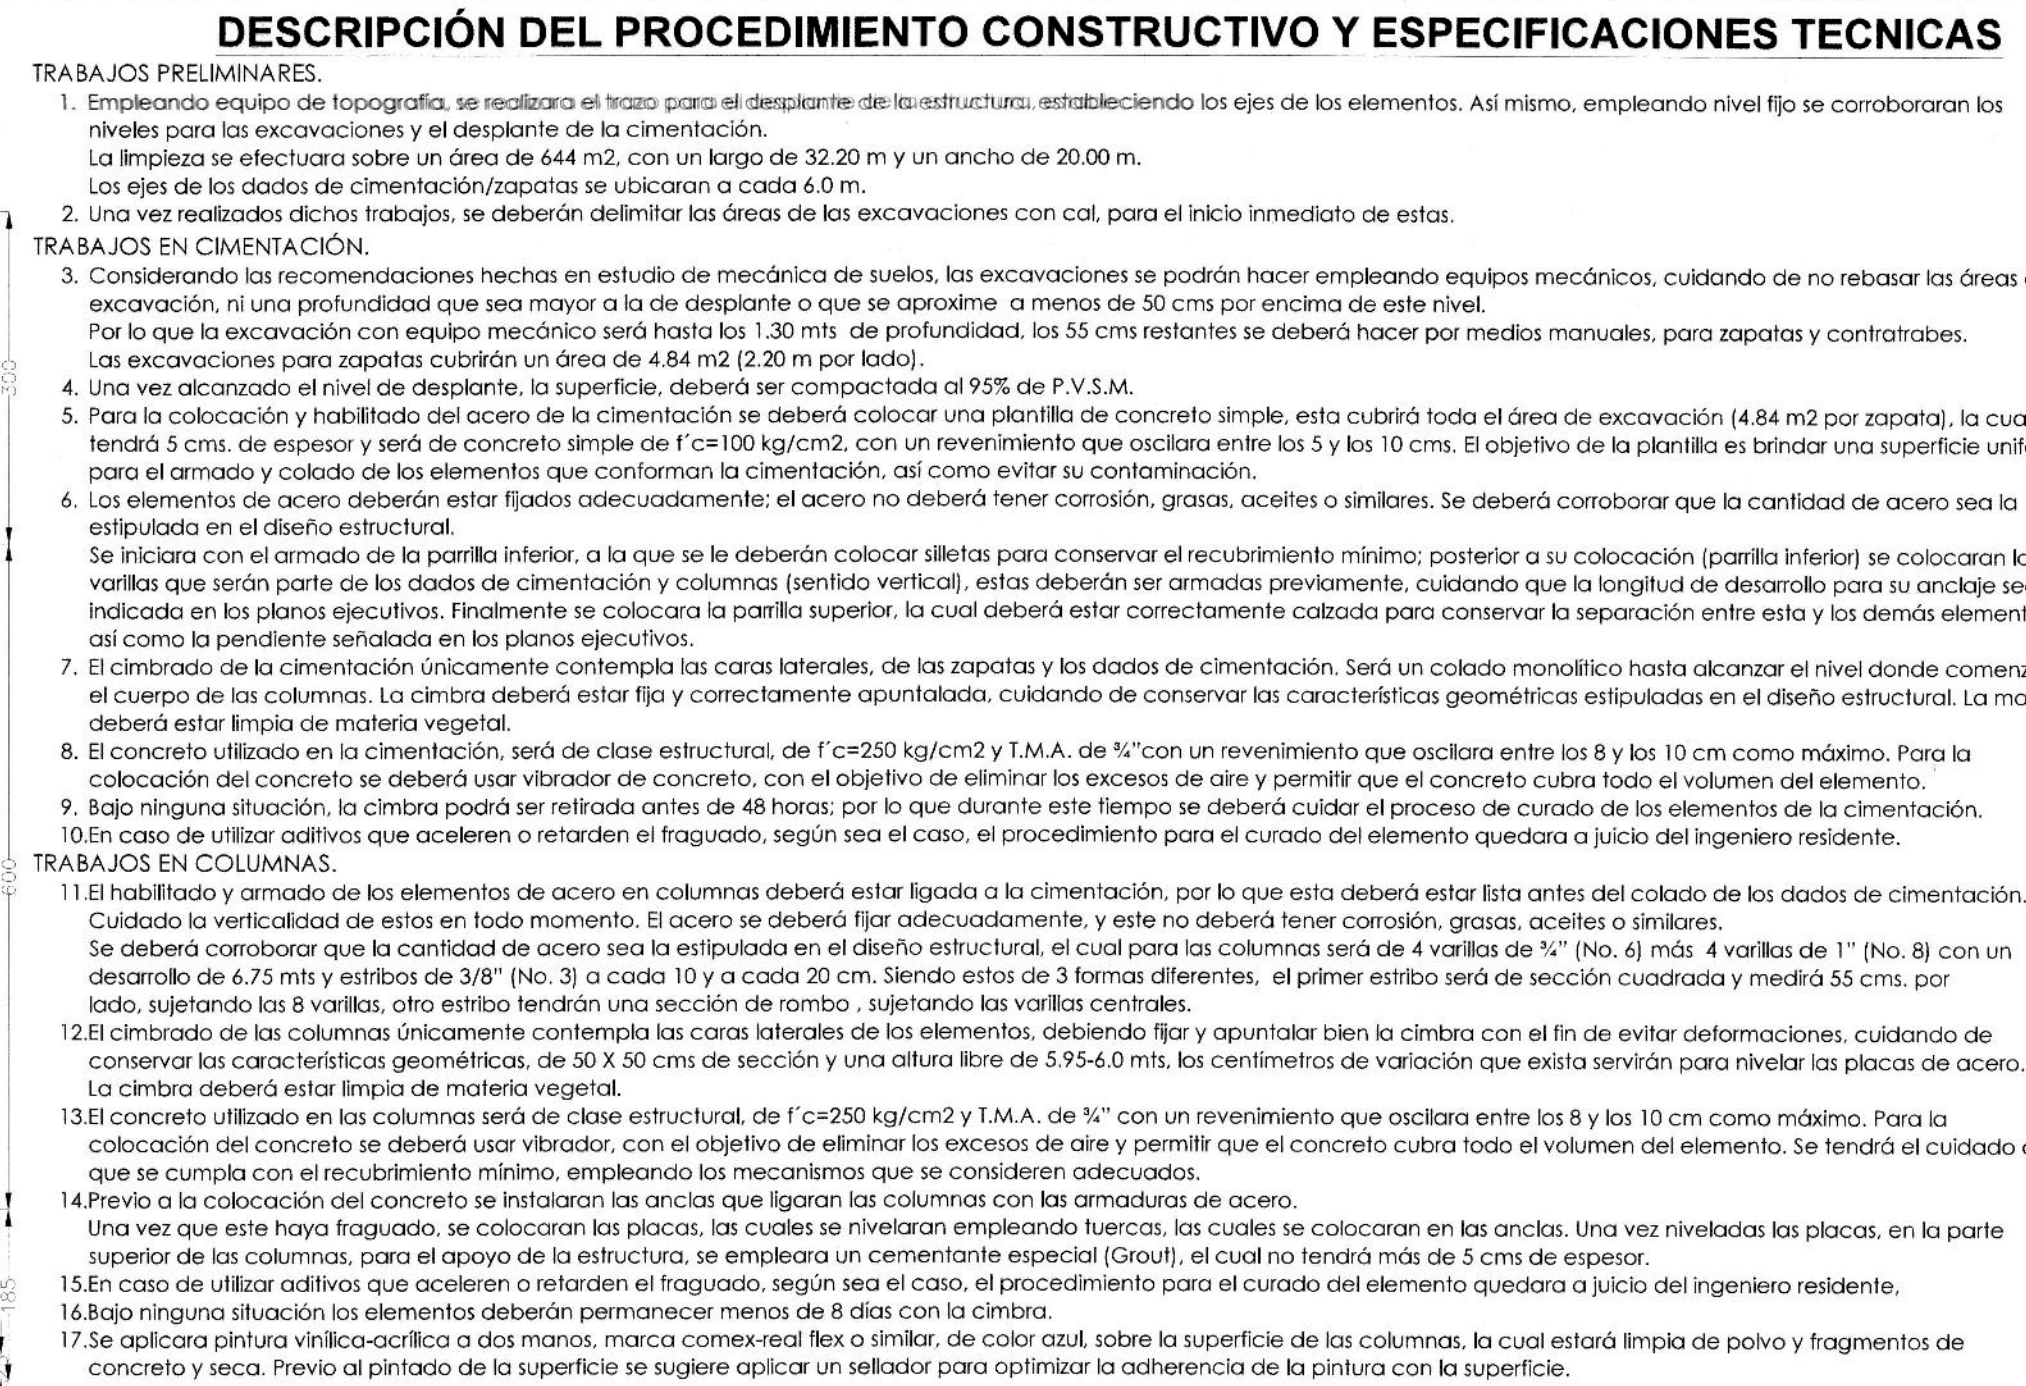 DESCRIPCIÓN DEL PROCEDIMIENTO CONSTRUCTIVO Y ESPECIFICACIONES TECNICAS
TRABAJOS PRELIMINARES.
1. Empleando equipo de topografía, se realizara el trazo para el desplante de la estructura, estableciendo los ejes de los elementos. Así mismo, empleando nivel fijo se corroboraran los
niveles para las excavaciones y el desplante de la cimentación.
La limpieza se efectuara sobre un área de 644 m2, con un largo de 32.20 m y un ancho de 20.00 m.
Los ejes de los dados de cimentación/zapatas se ubicaran a cada 6.0 m.
2. Una vez realizados dichos trabajos, se deberán delimitar las áreas de las excavaciones con cal, para el inicio inmediato de estas.
TRABAJOS EN CIMENTACIÓN.
3. Considerando las recomendaciones hechas en estudio de mecánica de suelos, las excavaciones se podrán hacer empleando equipos mecánicos, cuidando de no rebasar las áreas
excavación, ni una profundidad que sea mayor a la de desplante o que se aproxime a menos de 50 cms por encima de este nivel.
Por lo que la excavación con equipo mecánico será hasta los 1.30 mts de profundidad, los 55 cms restantes se deberá hacer por medios manuales, para zapatas y contratrabes.
Las excavaciones para zapatas cubrirán un área de 4.84 m2 (2.20 m por lado).
4. Una vez alcanzado el nivel de desplante, la superficie, deberá ser compactada al 95% de P.V.S.M.
5. Para la colocación y habilitado del acero de la cimentación se deberá colocar una plantilla de concreto simple, esta cubrirá toda el área de excavación (4.84 m2 por zapata), la cua
tendrá 5 cms. de espesor y será de concreto simple de f´c=100 kg/cm2, con un revenimiento que oscilara entre los 5 y los 10 cms. El objetivo de la plantilla es brindar una superficie unif
para el armado y colado de los elementos que conforman la cimentación, así como evitar su contaminación.
6. Los elementos de acero deberán estar fijados adecuadamente; el acero no deberá tener corrosión, grasas, aceites o similares. Se deberá corroborar que la cantidad de acero sea la
estipulada en el diseño estructural.
Se iniciara con el armado de la parrilla inferior, a la que se le deberán colocar silletas para conservar el recubrimiento mínimo; posterior a su colocación (parrilla inferior) se colocaran l
varillas que serán parte de los dados de cimentación y columnas (sentido vertical), estas deberán ser armadas previamente, cuidando que la longitud de desarrollo para su anclaje se
indicada en los planos ejecutivos. Finalmente se colocara la parrilla superior, la cual deberá estar correctamente calzada para conservar la separación entre esta y los demás element
así como la pendiente señalada en los planos ejecutivos.
7. El cimbrado de la cimentación únicamente contempla las caras laterales, de las zapatas y los dados de cimentación. Será un colado monolítico hasta alcanzar el nivel donde comenz
el cuerpo de las columnas. La cimbra deberá estar fija y correctamente apuntalada, cuidando de conservar las características geométricas estipuladas en el diseño estructural. La ma
deberá estar limpia de materia vegetal.
8. El concreto utilizado en la cimentación, será de clase estructural, de f´c=250 kg/cm2 y T.M.A. de ¾"con un revenimiento que oscilara entre los 8 y los 10 cm como máximo. Para la
colocación del concreto se deberá usar vibrador de concreto, con el objetivo de eliminar los excesos de aire y permitir que el concreto cubra todo el volumen del elemento.
9. Bajo ninguna situación, la cimbra podrá ser retirada antes de 48 horas; por lo que durante este tiempo se deberá cuidar el proceso de curado de los elementos de la cimentación.
10.En caso de utilizar aditivos que aceleren o retarden el fraguado, según sea el caso, el procedimiento para el curado del elemento quedara a juicio del ingeniero residente.
TRABAJOS EN COLUMNAS.
11.El habilitado y armado de los elementos de acero en columnas deberá estar ligada a la cimentación, por lo que esta deberá estar lista antes del colado de los dados de cimentación.
Cuidado la verticalidad de estos en todo momento. El acero se deberá fijar adecuadamente, y este no deberá tener corrosión, grasas, aceites o similares.
Se deberá corroborar que la cantidad de acero sea la estipulada en el diseño estructural, el cual para las columnas será de 4 varillas de ¾" (No. 6) más 4 varillas de 1" (No. 8) con un
desarrollo de 6.75 mts y estribos de 3/8" (No. 3) a cada 10 y a cada 20 cm. Siendo estos de 3 formas diferentes, el primer estribo será de sección cuadrada y medirá 55 cms. por
lado, sujetando las 8 varillas, otro estribo tendrán una sección de rombo , sujetando las varillas centrales.
12.El cimbrado de las columnas únicamente contempla las caras laterales de los elementos, debiendo fijar y apuntalar bien la cimbra con el fin de evitar deformaciones, cuidando de
conservar las características geométricas, de 50 X 50 cms de sección y una altura libre de 5.95-6.0 mts, los centímetros de variación que exista servirán para nivelar las placas de acero.
La cimbra deberá estar limpia de materia vegetal.
13.El concreto utilizado en las columnas será de clase estructural, de f´c=250 kg/cm2 y T.M.A. de ¾" con un revenimiento que oscilara entre los 8 y los 10 cm como máximo. Para la
colocación del concreto se deberá usar vibrador, con el objetivo de eliminar los excesos de aire y permitir que el concreto cubra todo el volumen del elemento. Se tendrá el cuidado
que se cumpla con el recubrimiento mínimo, empleando los mecanismos que se consideren adecuados.
14.Previo a la colocación del concreto se instalaran las anclas que ligaran las columnas con las armaduras de acero.
Una vez que este haya fraguado, se colocaran las placas, las cuales se nivelaran empleando tuercas, las cuales se colocaran en las anclas. Una vez niveladas las placas, en la parte
superior de las columnas, para el apoyo de la estructura, se empleara un cementante especial (Grout), el cual no tendrá más de 5 cms de espesor.
15.En caso de utilizar aditivos que aceleren o retarden el fraguado, según sea el caso, el procedimiento para el curado del elemento quedara a juicio del ingeniero residente,
16.Bajo ninguna situación los elementos deberán permanecer menos de 8 días con la cimbra.
17.Se aplicara pintura vinílica-acrílica a dos manos, marca comex-real flex o similar, de color azul, sobre la superficie de las columnas, la cual estará limpia de polvo y fragmentos de
concreto y seca. Previo al pintado de la superficie se sugiere aplicar un sellador para optimizar la adherencia de la pintura con la superficie.
300
600
185